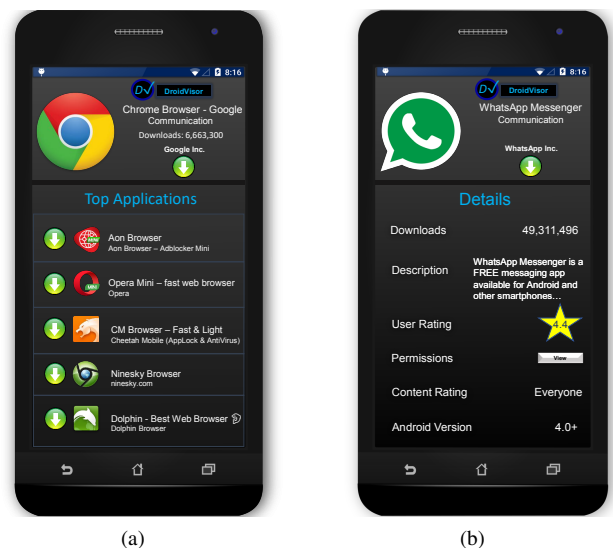 8:16
D✓ DroidVisor
Chrome Browser - Google
Communication
Downloads: 6,663,300
Google Inc.
Top Applications
Aon Browser
Aon Browser – Adblocker Mini
Opera Mini – fast web browser
Opera
CM Browser – Fast & Light
Cheetah Mobile (AppLock & AntiVirus)
Ninesky Browser
ninesky.com
Dolphin - Best Web Browser
Dolphin Browser
(a)
8:16
D✓ DroidVisor
WhatsApp Messenger
Communication
WhatsApp Inc.
Details
Downloads 49,311,496
Description
WhatsApp Messenger is a
FREE messaging app
available for Android and
other smartphones…
User Rating 4.4
Permissions View
Content Rating Everyone
Android Version 4.0+
(b)